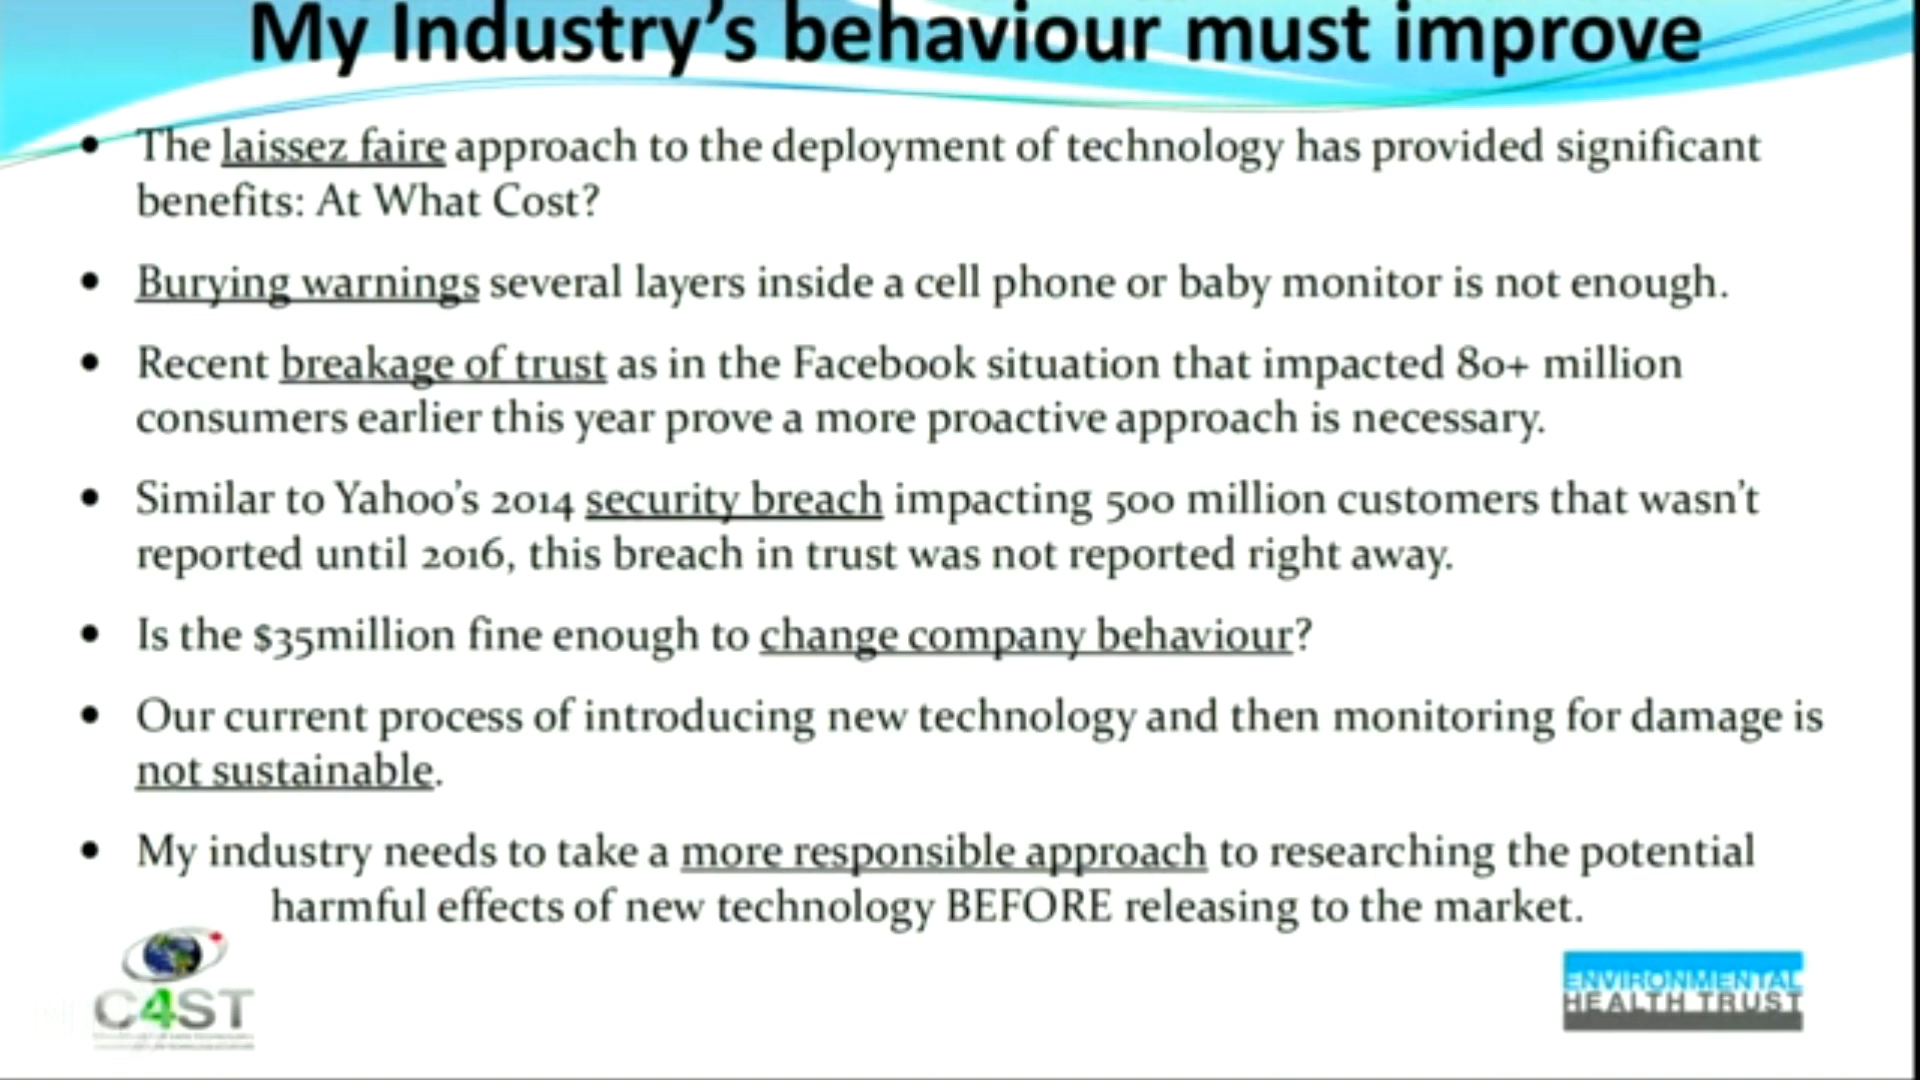 My Industry's behaviour must improve
• The laissez faire approach to the deployment of technology has provided significant
benefits: At What Cost?
• Burying warnings several layers inside a cell phone or baby monitor is not enough.
• Recent breakage of trust as in the Facebook situation that impacted 80+ million
consumers earlier this year prove a more proactive approach is necessary.
• Similar to Yahoo's 2014 security breach impacting 500 million customers that wasn't
reported until 2016, this breach in trust was not reported right away.
• Is the $35million fine enough to change company behaviour?
• Our current process of introducing new technology and then monitoring for damage is
not sustainable.
• My industry needs to take a more responsible approach to researching the potential
harmful effects of new technology BEFORE releasing to the market.
C4ST
ENVIRONMENTAL
HEALTH TRUST